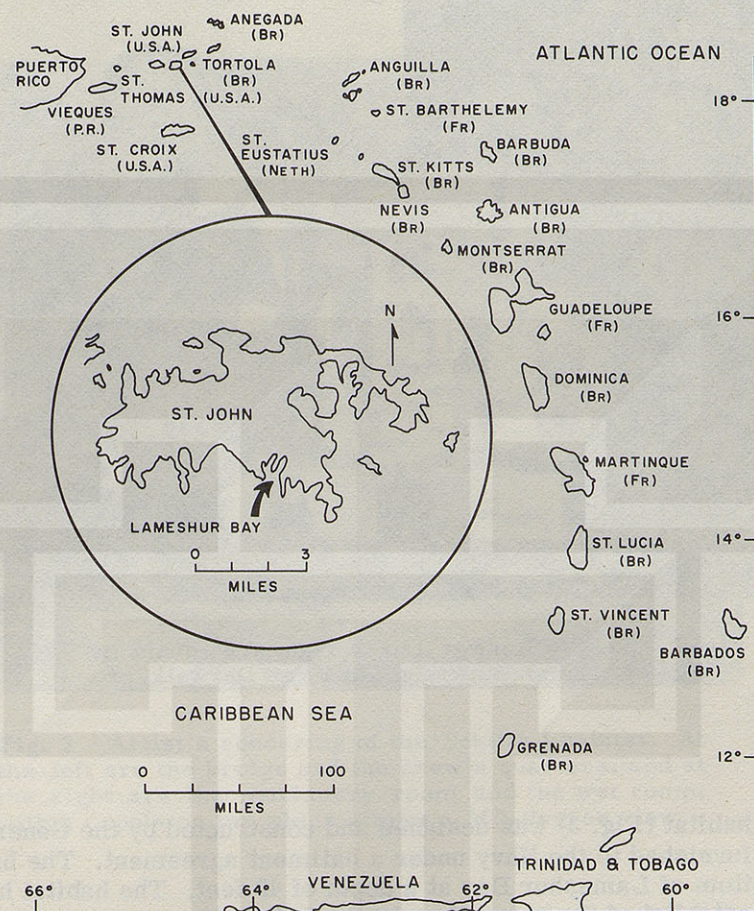 ANEGADA
(BR)
ST. JOHN
(U.S.A.)
ATLANTIC OCEAN
PUERTO
RICO
TORTOLA
(BR)
(U.S.A.)
ST.
THOMAS
ANGUILLA
(BR)
18°
VIEQUES
(P.R.)
ST. BARTHELEMY
(FR)
ST. CROIX
(U.S.A.)
ST.
EUSTATIUS
(NETH)
BARBUDA
(BR)
ST. KITTS
(BR)
NEVIS
(BR)
ANTIGUA
(BR)
MONTSERRAT
(BR)
GUADELOUPE
(FR)
16°
N
DOMINICA
(BR)
ST. JOHN
MARTINQUE
(FR)
LAMESHUR BAY
0 3
MILES
ST. LUCIA
(BR)
14°
ST. VINCENT
(BR)
BARBADOS
(BR)
CARIBBEAN SEA
GRENADA
(BR)
12°
0 100
MILES
TRINIDAD & TOBAGO
VENEZUELA
66° 64° 62° 60°